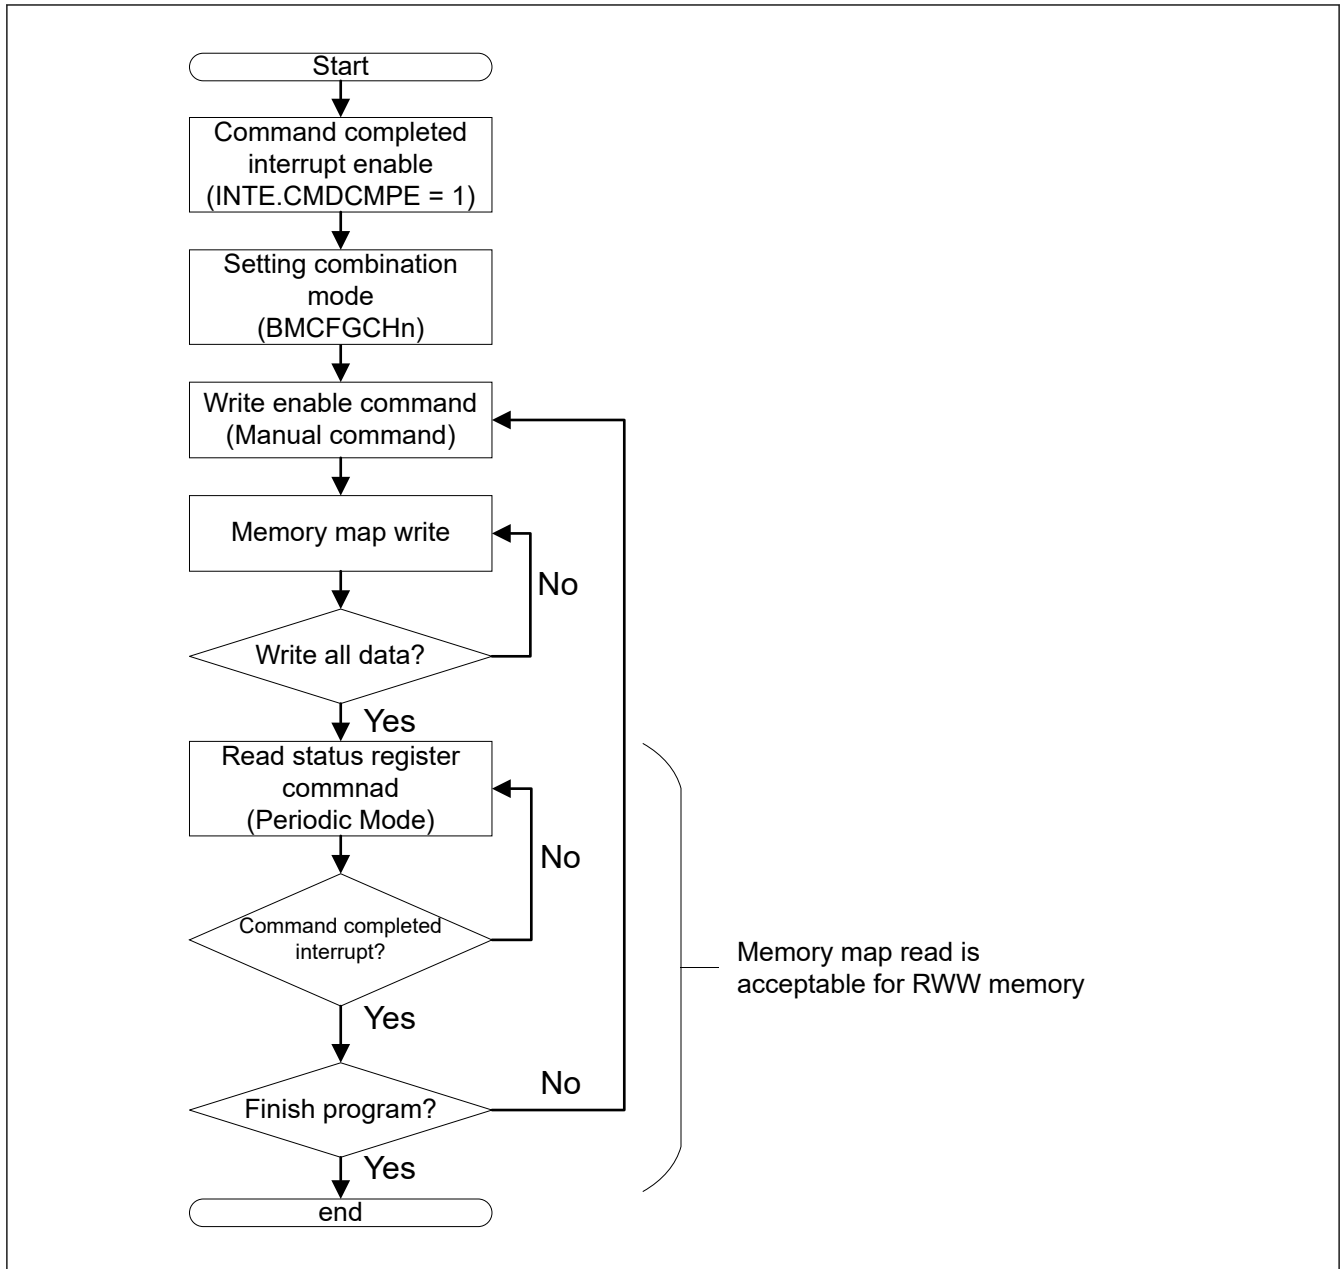 Start
Command completed
interrupt enable
(INTE.CMDCMPE = 1)
Setting combination
mode
(BMCFGCHn)
Write enable command
(Manual command)
Memory map write
No
Write all data?
Yes
Read status register
commnad
(Periodic Mode)
No
Command completed
interrupt?
Memory map read is
acceptable for RWW memory
Yes
No
Finish program?
Yes
end